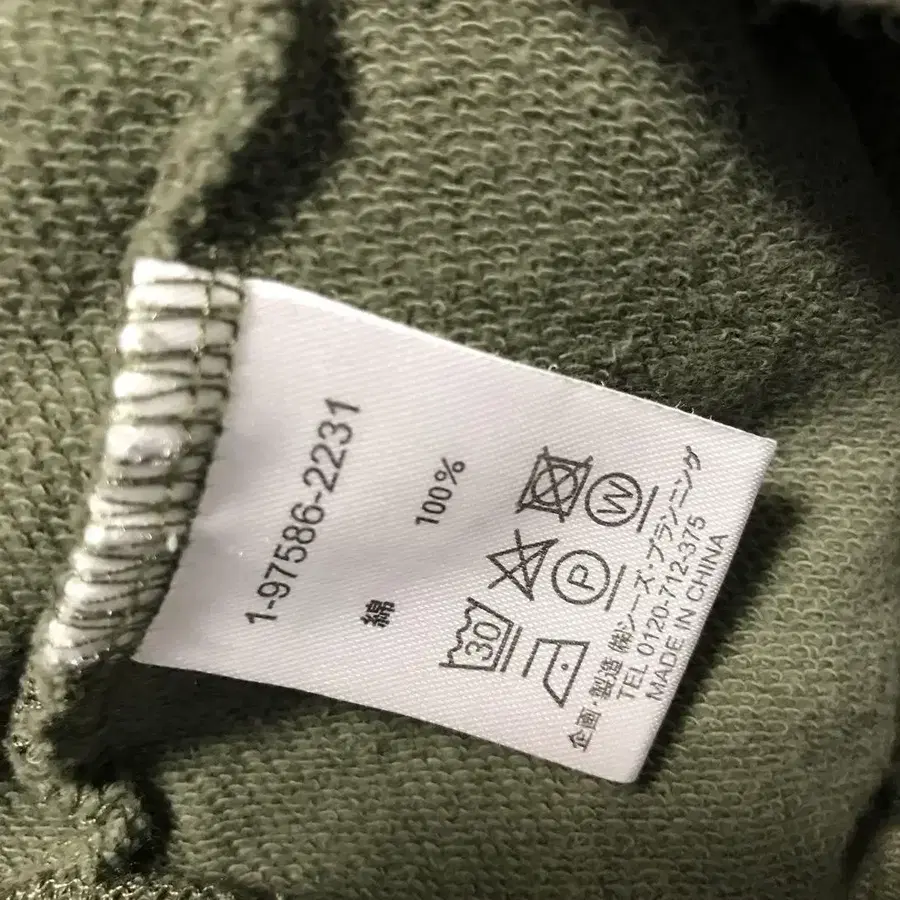 1-97586-2231
綿 100%
30
P W
企画・製造 (株)シーズ・プランニング
TEL 0120-712-375
MADE IN CHINA